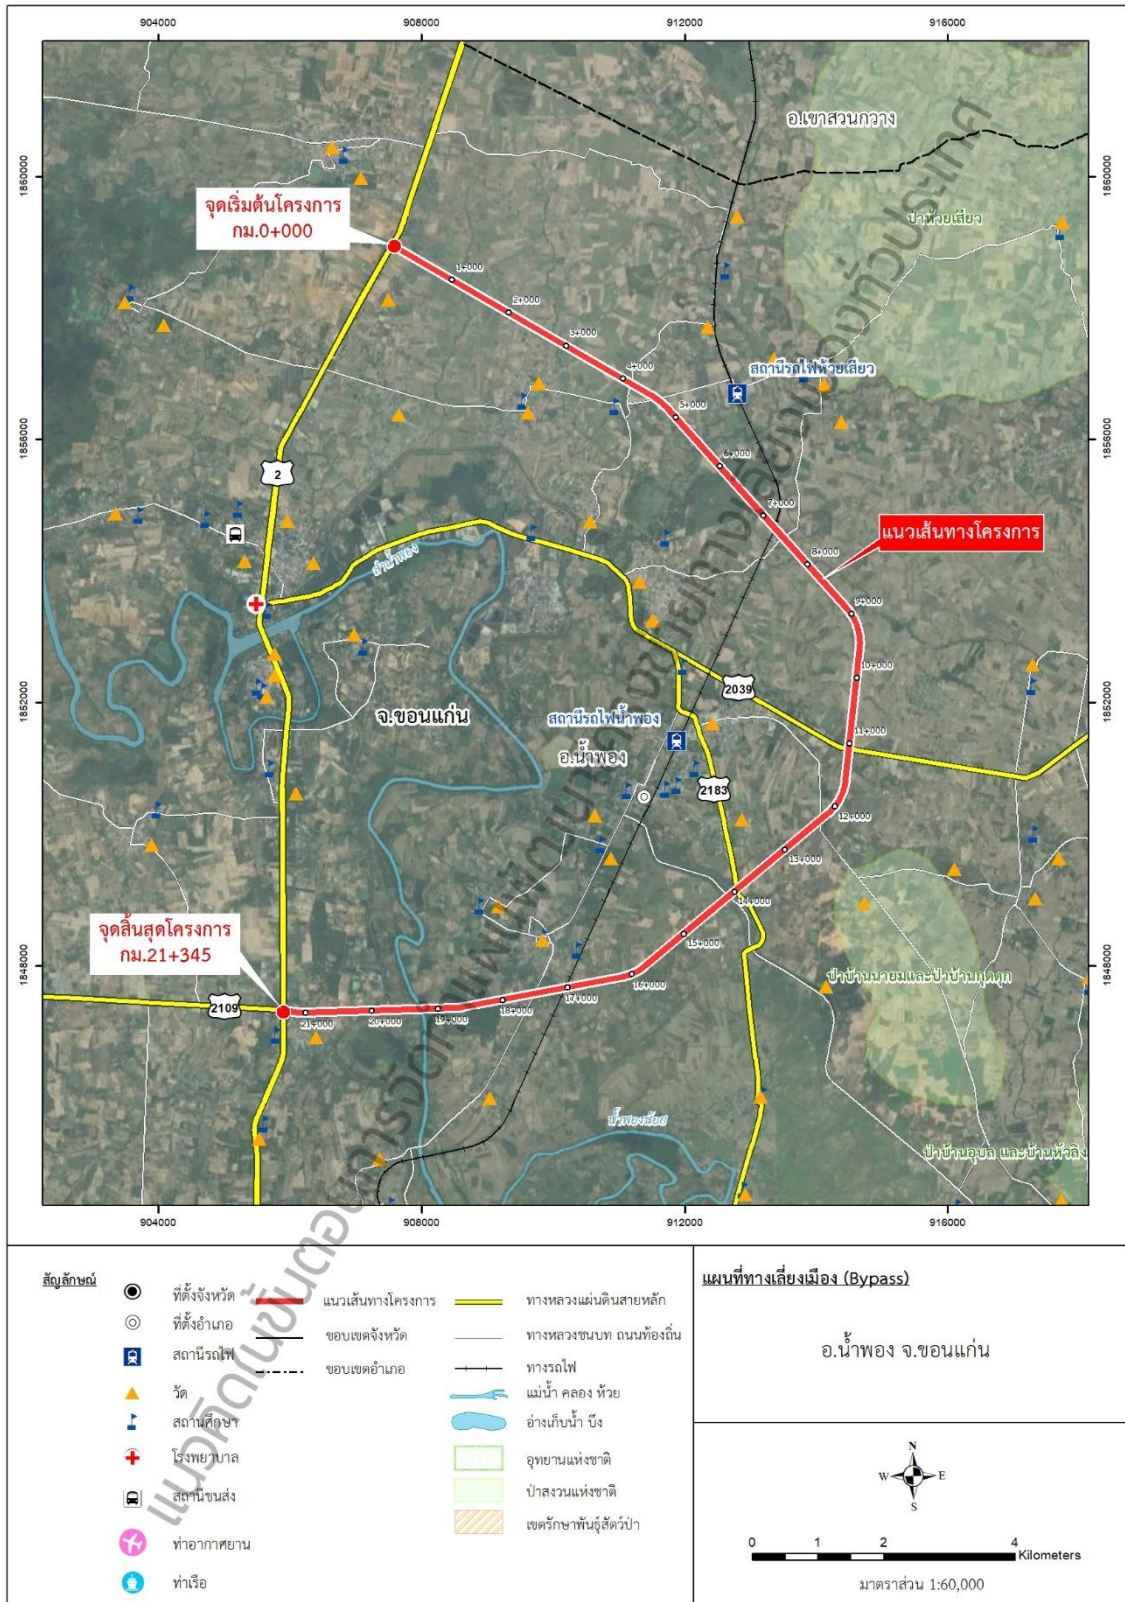 904000 908000 912000 916000
อ.เขาสวนกวาง
1860000 1860000
ป่าห้วยเสียว
จุดเริ่มต้นโครงการ
กม.0+000
1+000
2+000
3+000
4+000
สถานีรถไฟห้วยเสียว
5+000
1856000 1856000
6+000
2
7+000
แนวเส้นทางโครงการ
ลำน้ำพอง
8+000
9+000
10+000
2039
1852000 1852000
จ.ขอนแก่น
สถานีรถไฟน้ำพอง
11+000
อ.น้ำพอง
2183
12+000
13+000
14+000
จุดสิ้นสุดโครงการ
กม.21+345
15+000
1848000 1848000
ป่าบ้านนายมและป่าบ้านกุดดุก
16+000
17+000
2109
18+000
19+000
20+000
21+000
น้ำพองน้อย
ป่าบ้านอุบล และบ้านหัวลิง
904000 908000 912000 916000
สัญลักษณ์
ที่ตั้งจังหวัด
ที่ตั้งอำเภอ
สถานีรถไฟ
วัด
สถานศึกษา
โรงพยาบาล
สถานีขนส่ง
ท่าอากาศยาน
ท่าเรือ
แนวเส้นทางโครงการ
ขอบเขตจังหวัด
ขอบเขตอำเภอ
ทางหลวงแผ่นดินสายหลัก
ทางหลวงชนบท ถนนท้องถิ่น
ทางรถไฟ
แม่น้ำ คลอง ห้วย
อ่างเก็บน้ำ บึง
อุทยานแห่งชาติ
ป่าสงวนแห่งชาติ
เขตรักษาพันธุ์สัตว์ป่า
แผนที่ทางเลี่ยงเมือง (Bypass)
อ.น้ำพอง จ.ขอนแก่น
N
W E
S
0 1 2 4
Kilometers
มาตราส่วน 1:60,000